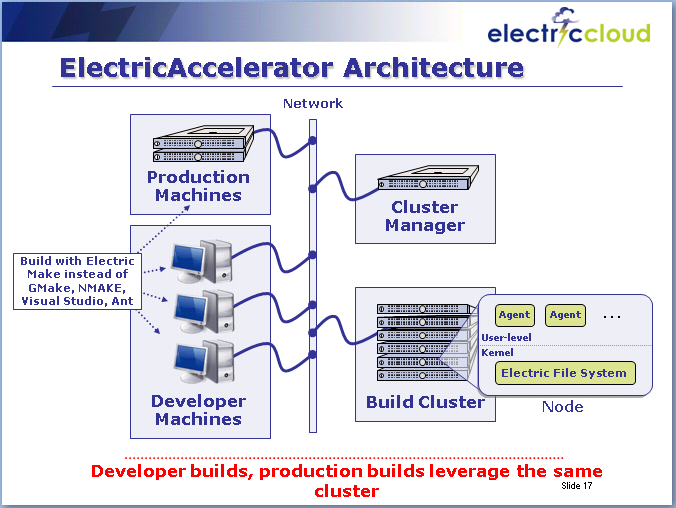 electriccloud
ElectricAccelerator Architecture
Network
Production
Machines
Cluster
Manager
Build with Electric
Make instead of
GMake, NMAKE,
Visual Studio, Ant
Developer
Machines
Build Cluster
Agent
Agent
...
User-level
Kernel
Electric File System
Node
Developer builds, production builds leverage the same
cluster
Slide 17